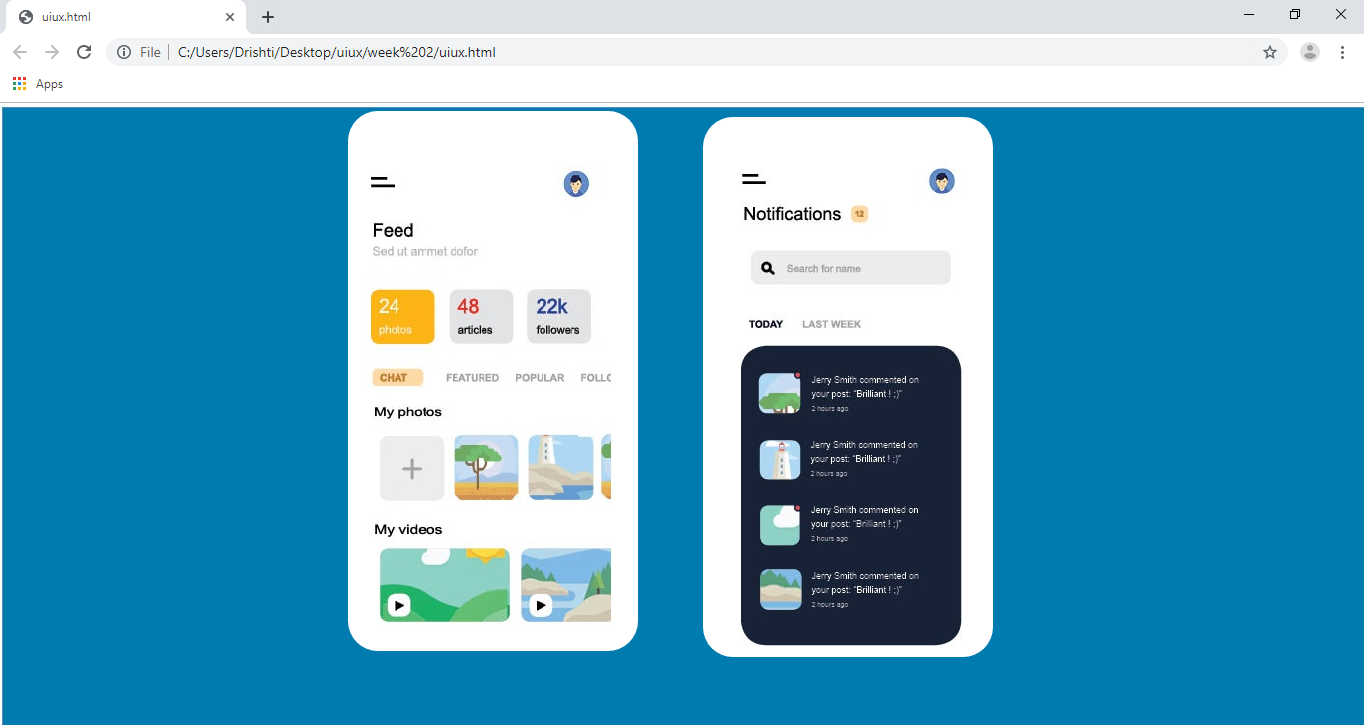 uiux.html
File
C:/Users/Drishti/Desktop/uiux/week%202/uiux.html
Apps
Feed
Sed ut ammet dofor
24
photos
48
articles
22k
followers
CHAT
FEATURED
POPULAR
FOLLC
My photos
My videos
Notifications
12
Search for name
TODAY
LAST WEEK
Jerry Smith commented on
your post: "Brilliant ! ;)"
2 hours ago
Jerry Smith commented on
your post: "Brilliant ! ;)"
2 hours ago
Jerry Smith commented on
your post: "Brilliant ! ;)"
2 hours ago
Jerry Smith commented on
your post: "Brilliant ! ;)"
2 hours ago